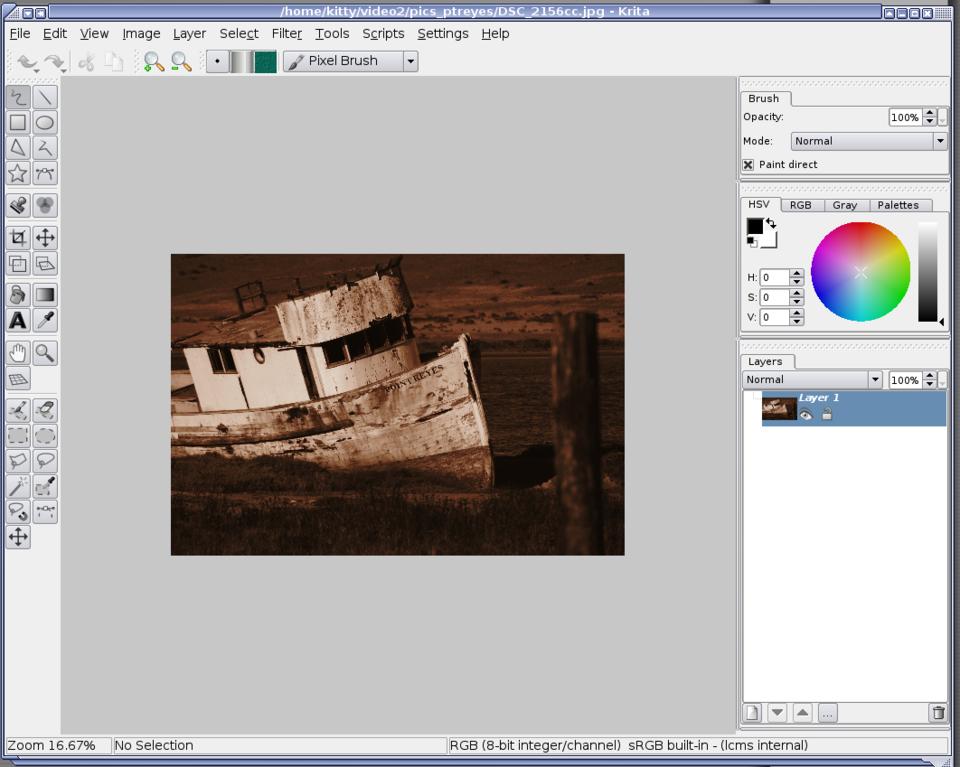 /home/kitty/video2/pics_ptreyes/DSC_2156cc.jpg - Krita
File Edit View Image Layer Select Filter Tools Scripts Settings Help
Pixel Brush
Brush
Opacity: 100%
Mode: Normal
Paint direct
HSV RGB Gray Palettes
H: 0
S: 0
V: 0
A
POINT REYES
Layers
Normal 100%
Layer 1
...
Zoom 16.67% No Selection RGB (8-bit integer/channel) sRGB built-in - (lcms internal)